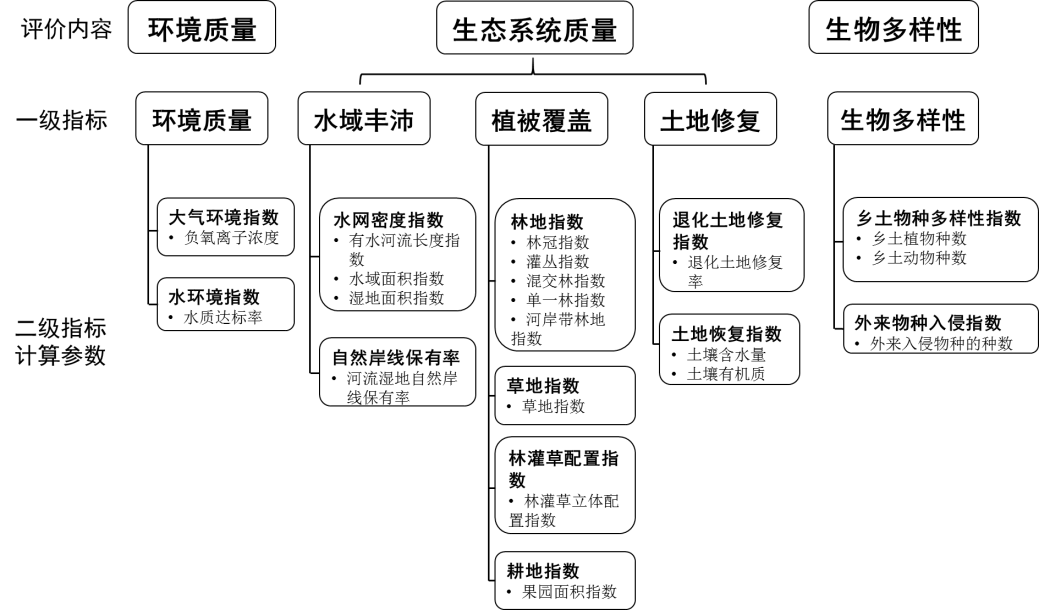 评价内容
环境质量
生态系统质量
生物多样性
一级指标
环境质量
水域丰沛
植被覆盖
土地修复
生物多样性
二级指标
计算参数
大气环境指数
• 负氧离子浓度
水环境指数
• 水质达标率
水网密度指数
• 有水河流长度指
数
• 水域面积指数
• 湿地面积指数
自然岸线保有率
• 河流湿地自然岸
线保有率
林地指数
• 林冠指数
• 灌丛指数
• 混交林指数
• 单一林指数
• 河岸带林地
指数
草地指数
• 草地指数
林灌草配置指
数
• 林灌草立体配
置指数
耕地指数
• 果园面积指数
退化土地修复
指数
• 退化土地修复
率
土地恢复指数
• 土壤含水量
• 土壤有机质
乡土物种多样性指数
• 乡土植物种数
• 乡土动物种数
外来物种入侵指数
• 外来入侵物种的种数